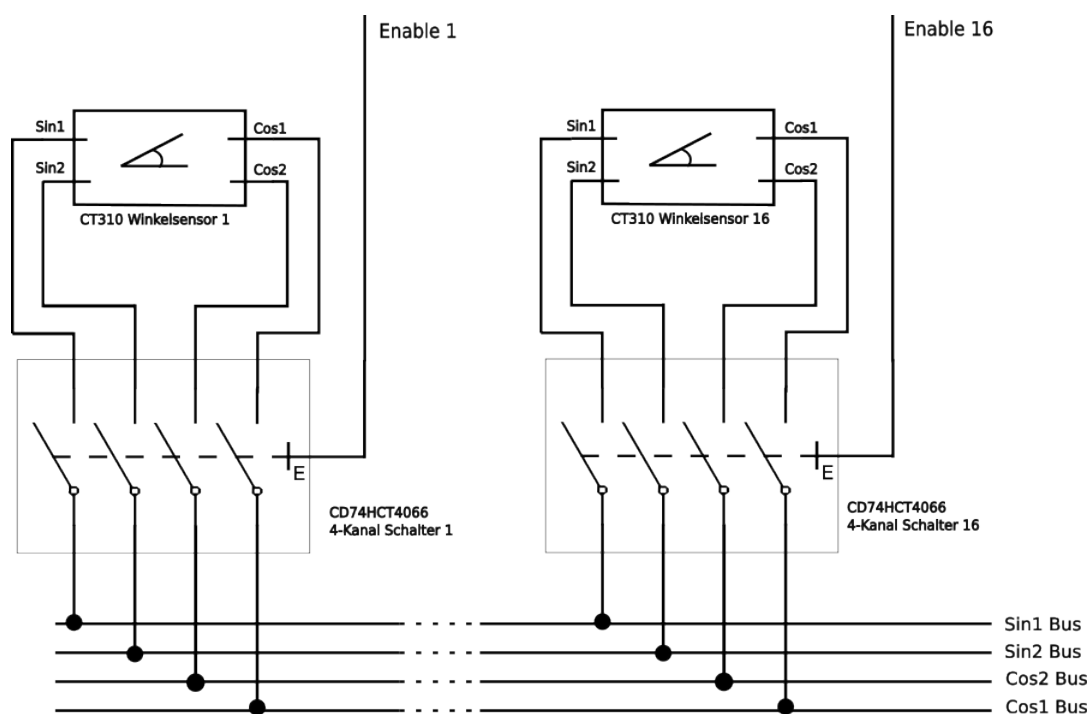 Enable 1
Enable 16
Sin1
Cos1
Sin2
Cos2
CT310 Winkelsensor 1
Sin1
Cos1
Sin2
Cos2
CT310 Winkelsensor 16
E
CD74HCT4066
4-Kanal Schalter 1
E
CD74HCT4066
4-Kanal Schalter 16
Sin1 Bus
Sin2 Bus
Cos2 Bus
Cos1 Bus